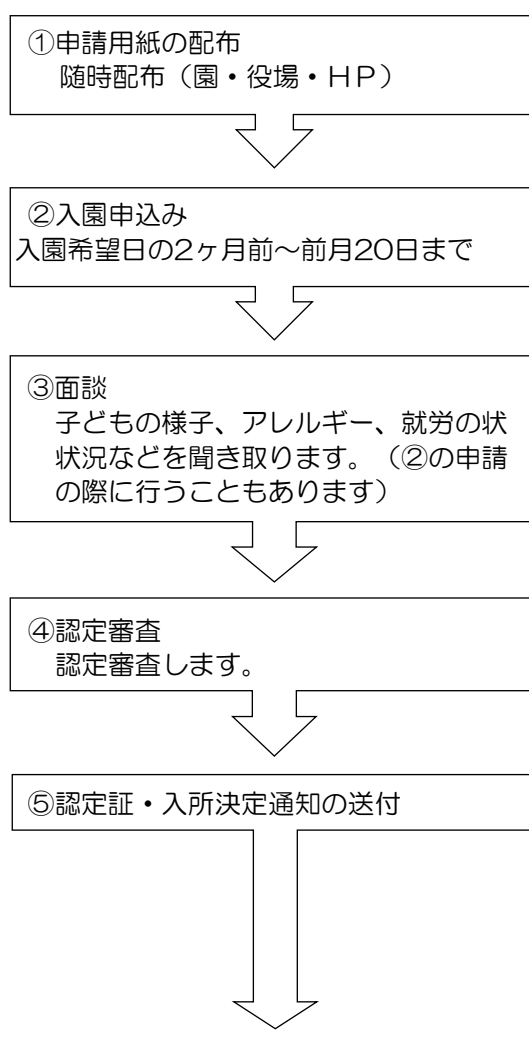 ①申請用紙の配布
随時配布（園・役場・ＨＰ）
②入園申込み
入園希望日の２ヶ月前～前月２０日まで
③面談
子どもの様子、アレルギー、就労の状
状況などを聞き取ります。（②の申請
の際に行うこともあります）
④認定審査
認定審査します。
⑤認定証・入所決定通知の送付